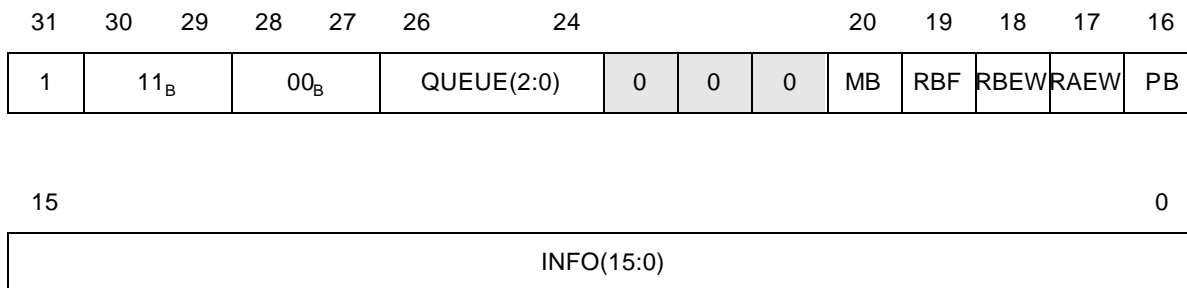 31 30 29 28 27 26 24 20 19 18 17 16
1 11B 00B QUEUE(2:0) 0 0 0 MB RBF RBEW RAEW PB
15 0
INFO(15:0)